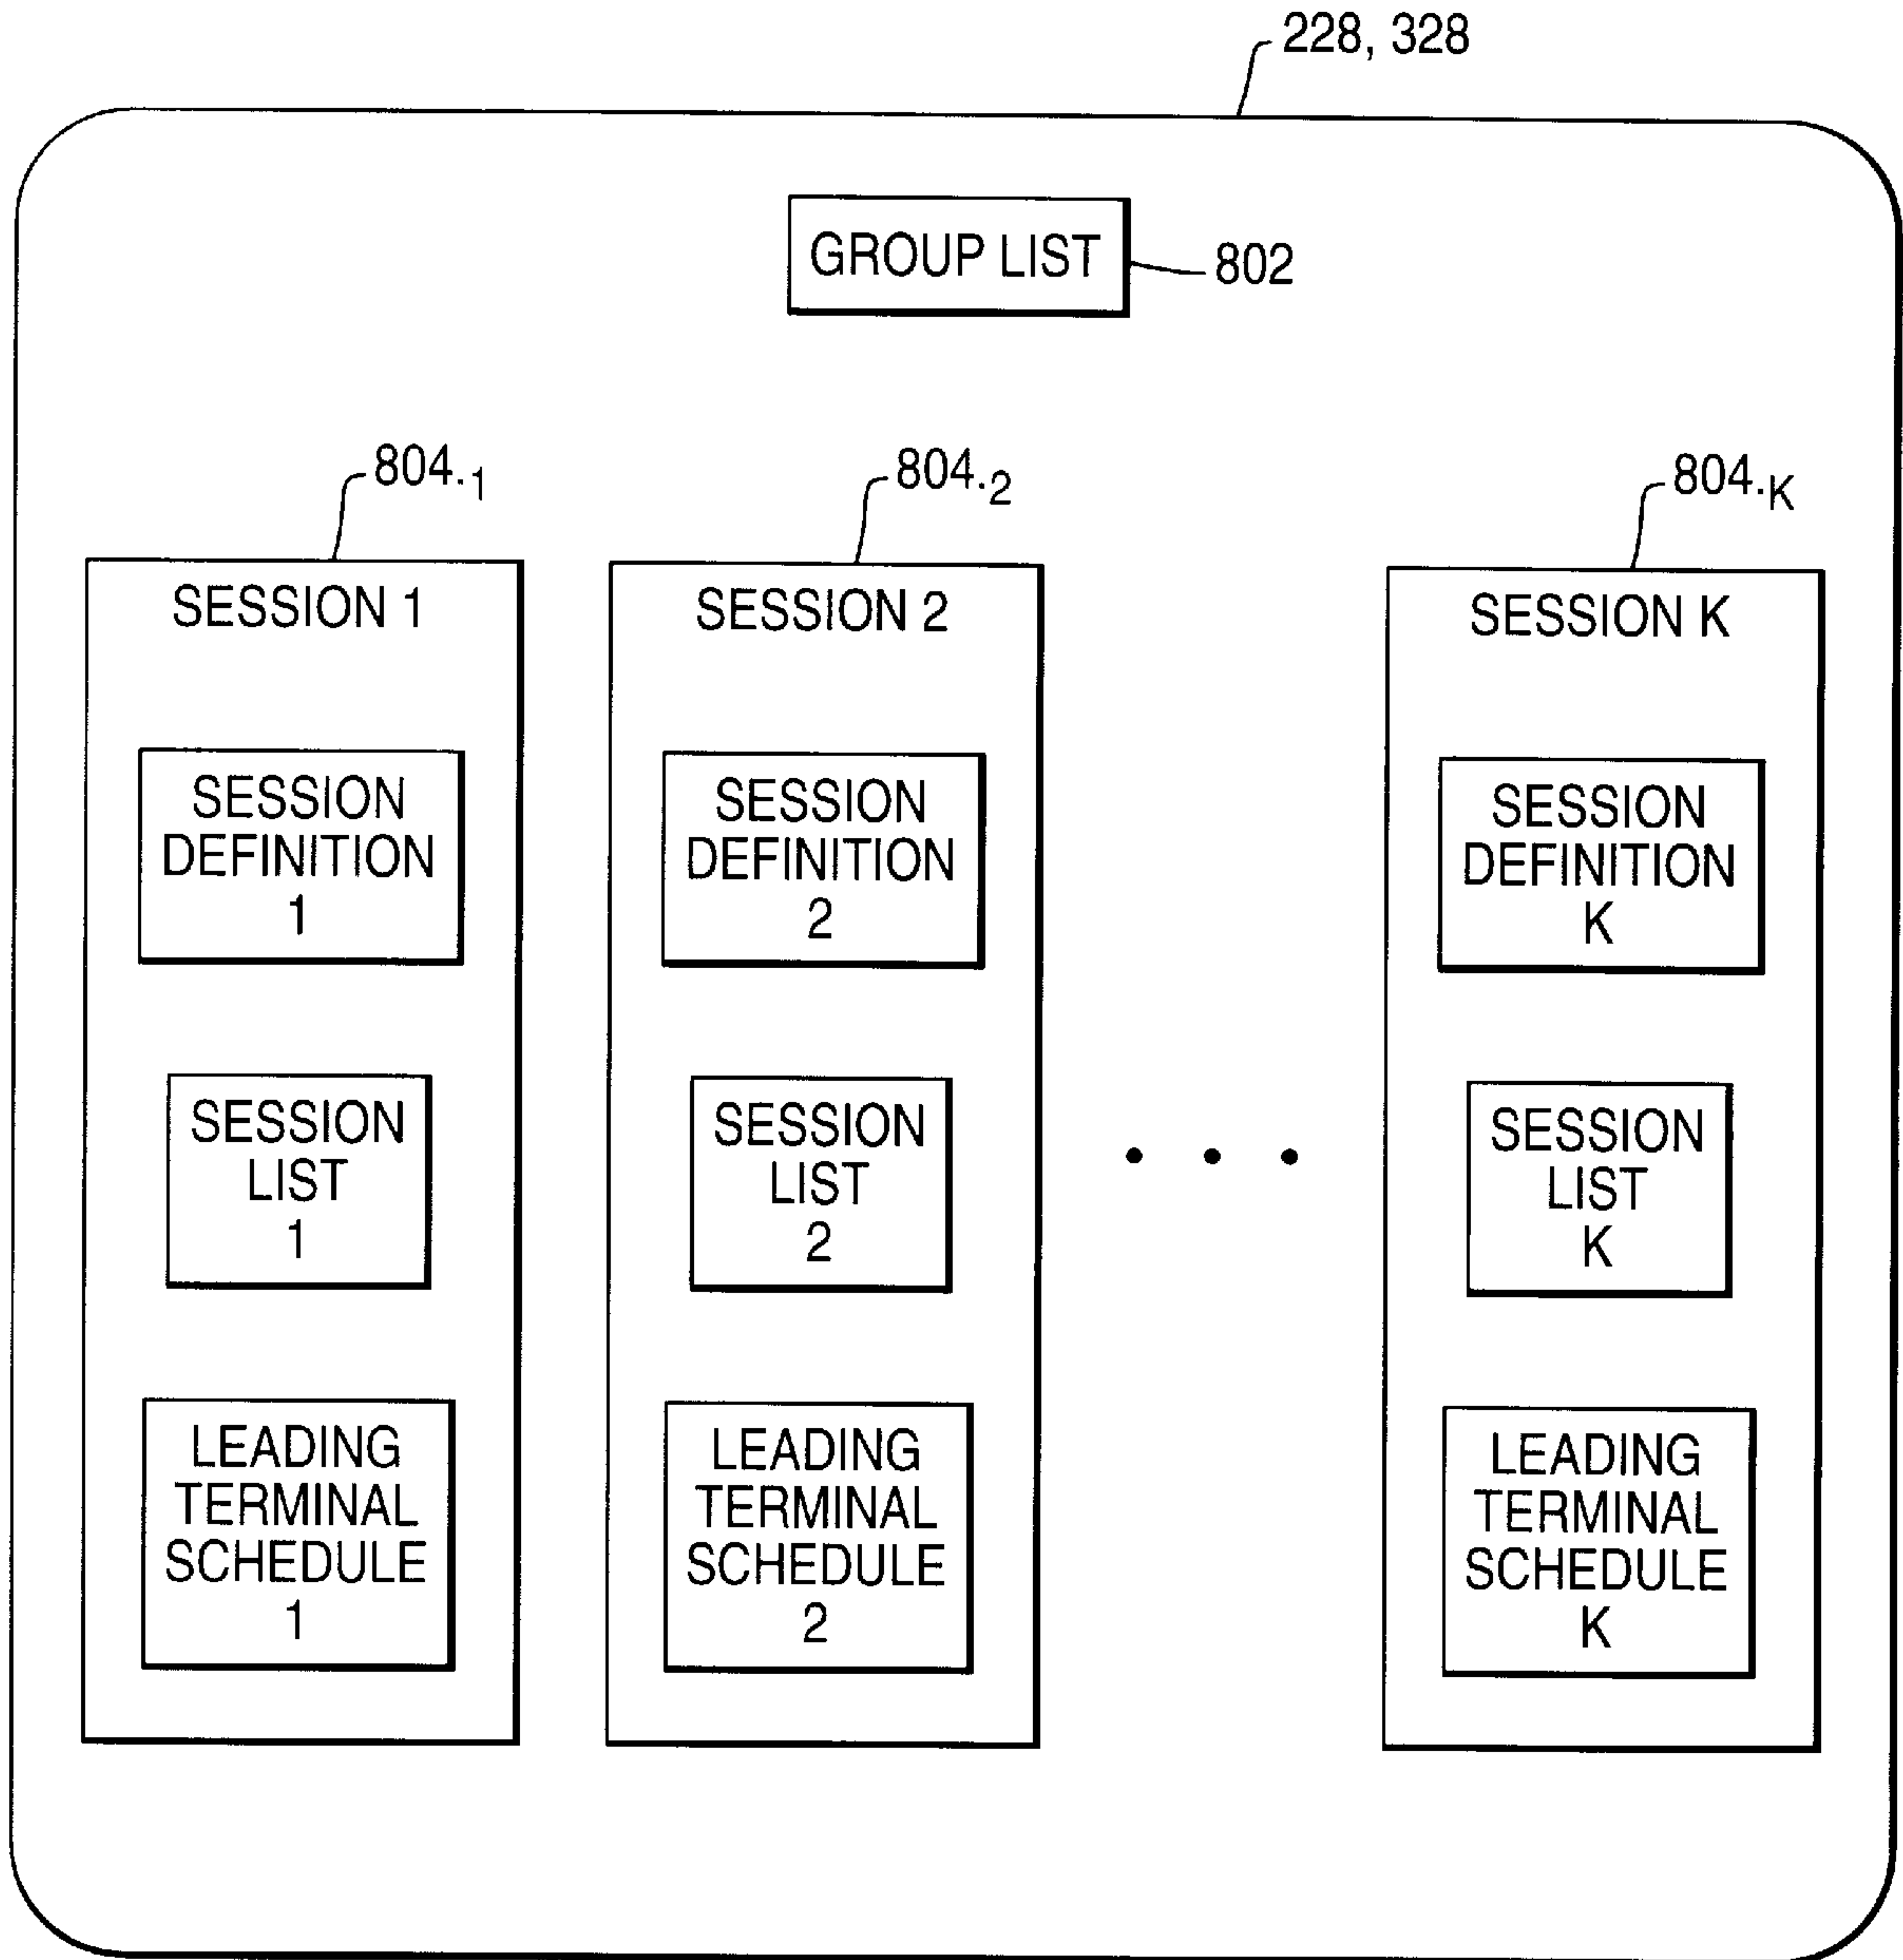 228, 328
GROUP LIST
802
804.1
804.2
804.K
SESSION 1
SESSION
DEFINITION
1
SESSION
LIST
1
LEADING
TERMINAL
SCHEDULE
1
SESSION 2
SESSION
DEFINITION
2
SESSION
LIST
2
LEADING
TERMINAL
SCHEDULE
2
• • •
SESSION K
SESSION
DEFINITION
K
SESSION
LIST
K
LEADING
TERMINAL
SCHEDULE
K